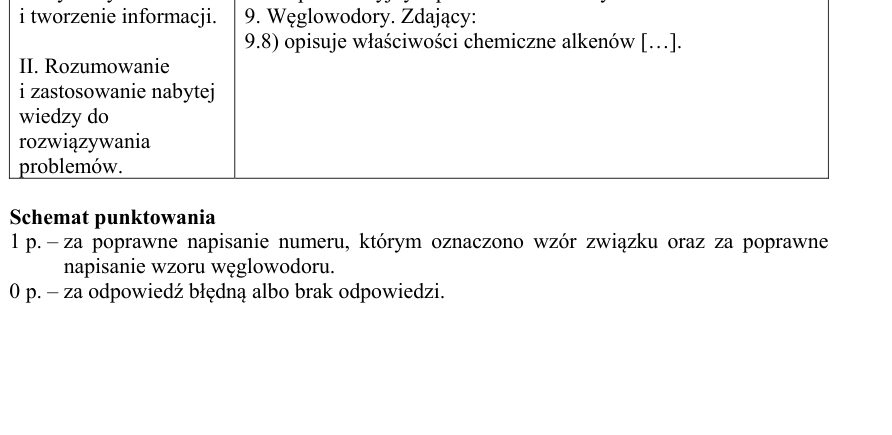 i tworzenie informacji.
II. Rozumowanie
i zastosowanie nabytej
wiedzy do
rozwiązywania
problemów.
9. Węglowodory. Zdający:
9.8) opisuje właściwości chemiczne alkenów […].
Schemat punktowania
1 p. – za poprawne napisanie numeru, którym oznaczono wzór związku oraz za poprawne
napisanie wzoru węglowodoru.
0 p. – za odpowiedź błędną albo brak odpowiedzi.